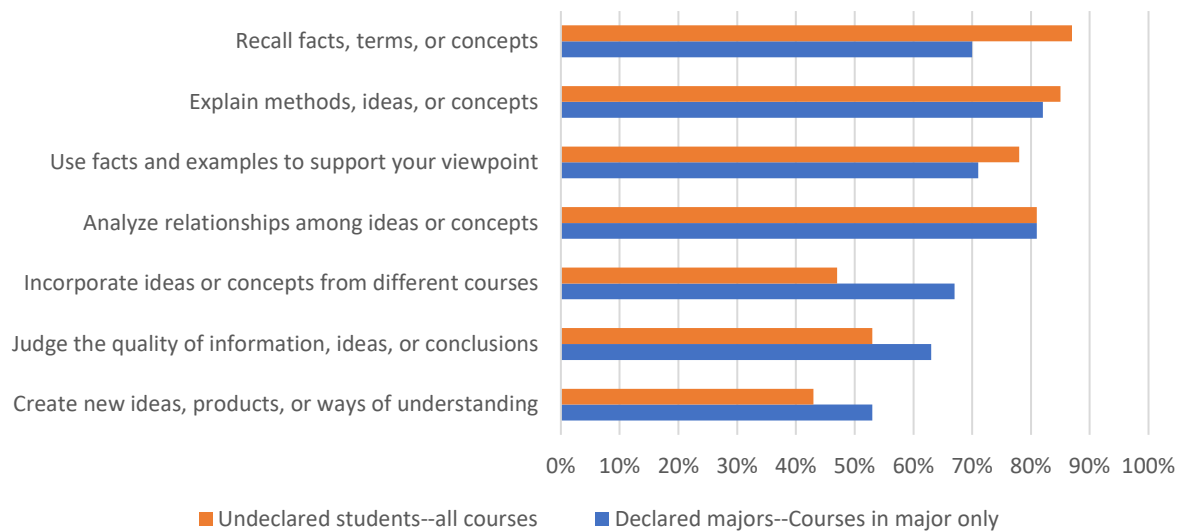 Recall facts, terms, or concepts
Explain methods, ideas, or concepts
Use facts and examples to support your viewpoint
Analyze relationships among ideas or concepts
Incorporate ideas or concepts from different courses
Judge the quality of information, ideas, or conclusions
Create new ideas, products, or ways of understanding
0% 10% 20% 30% 40% 50% 60% 70% 80% 90% 100%
Undeclared students--all courses Declared majors--Courses in major only